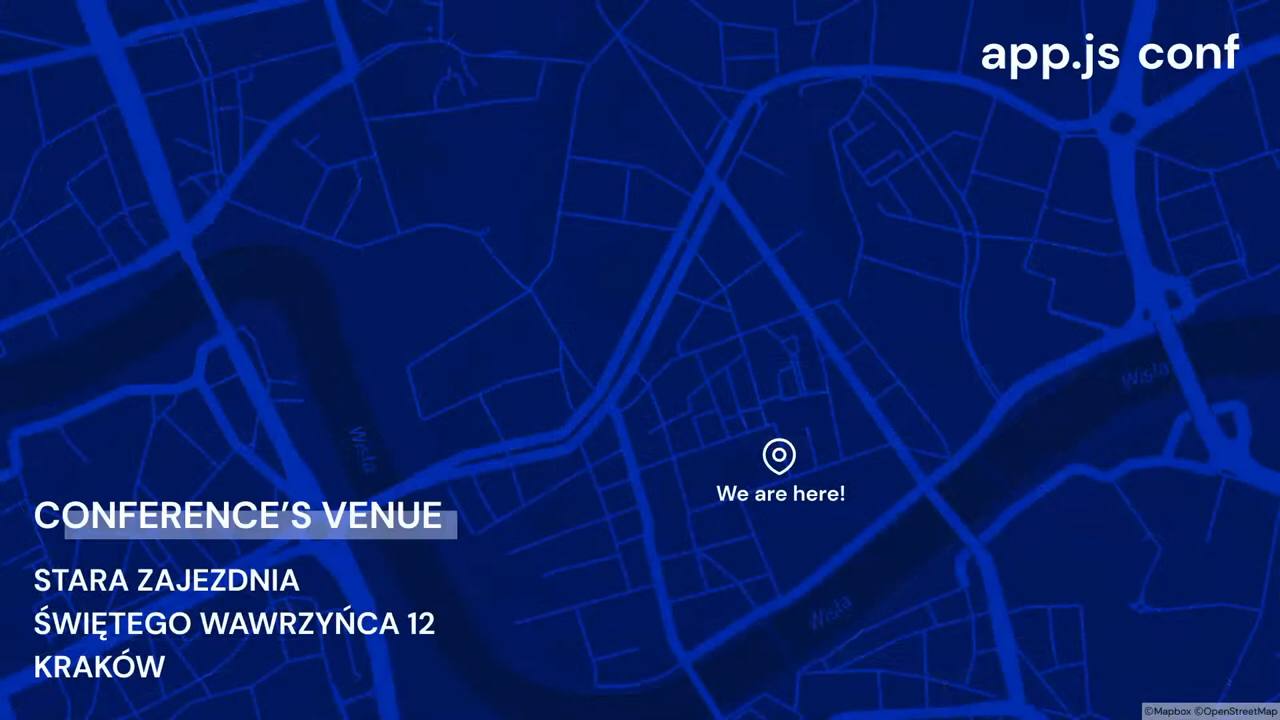 app.js conf
Wisła
Wisła
We are here!
CONFERENCE’S VENUE
STARA ZAJEZDNIA
ŚWIĘTEGO WAWRZYŃCA 12
KRAKÓW
Wisła
©Mapbox ©OpenStreetMap